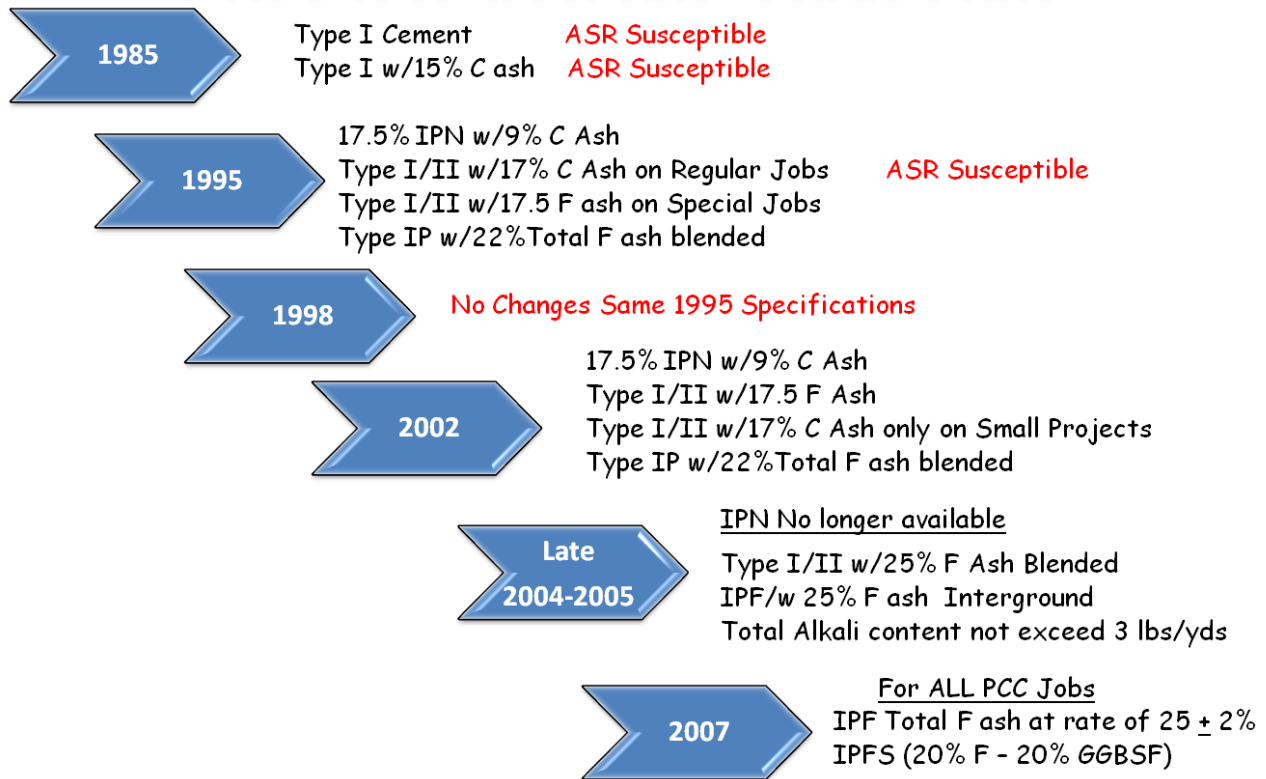 1985
Type I Cement ASR Susceptible
Type I w/15% C ash ASR Susceptible
1995
17.5% IPN w/9% C Ash
Type I/II w/17% C Ash on Regular Jobs ASR Susceptible
Type I/II w/17.5 F ash on Special Jobs
Type IP w/22%Total F ash blended
1998
No Changes Same 1995 Specifications
2002
17.5% IPN w/9% C Ash
Type I/II w/17.5 F Ash
Type I/II w/17% C Ash only on Small Projects
Type IP w/22%Total F ash blended
Late
2004-2005
IPN No longer available
Type I/II w/25% F Ash Blended
IPF/w 25% F ash Interground
Total Alkali content not exceed 3 lbs/yds
2007
For ALL PCC Jobs
IPF Total F ash at rate of 25 ± 2%
IPFS (20% F - 20% GGBSF)